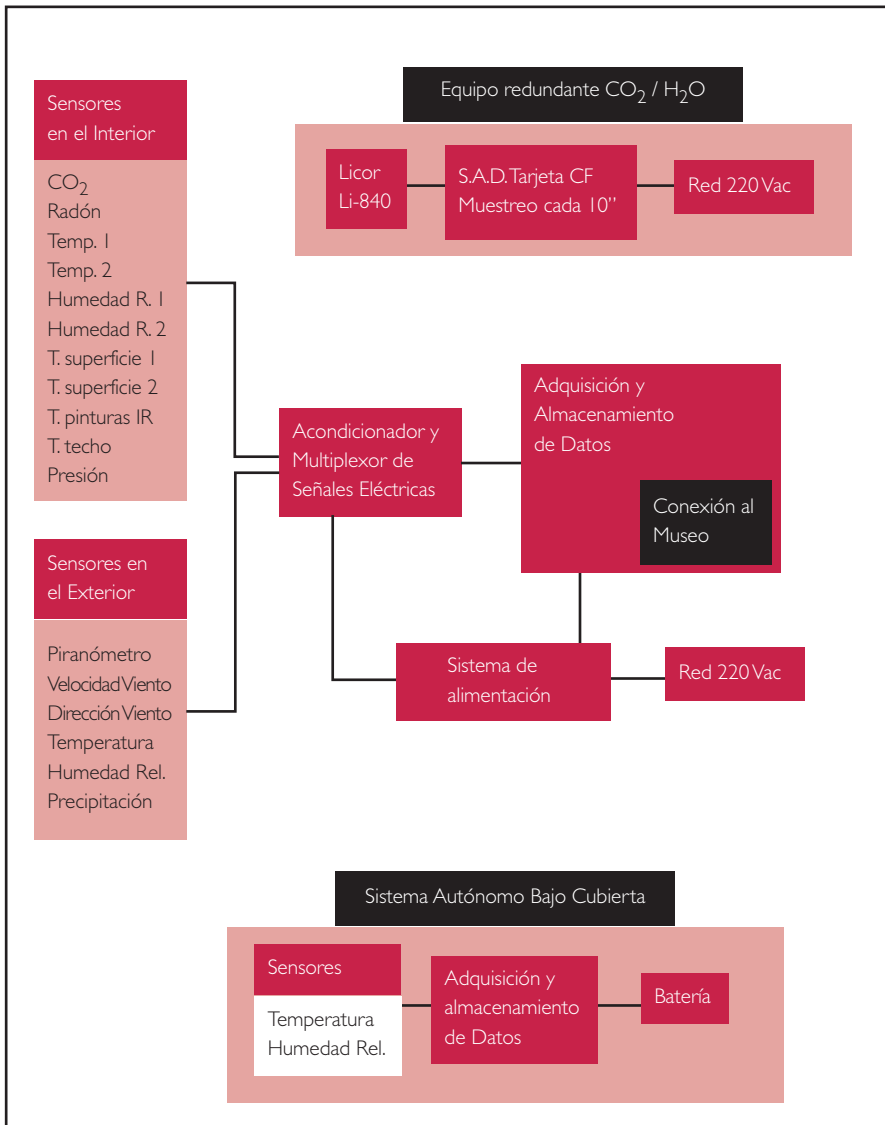 Sensores
en el Interior
CO₂
Radón
Temp. 1
Temp. 2
Humedad R. 1
Humedad R. 2
T. superficie 1
T. superficie 2
T. pinturas IR
T. techo
Presión
Equipo redundante CO₂ / H₂O
Licor
Li-840
S.A.D. Tarjeta CF
Muestreo cada 10”
Red 220 Vac
Acondicionador y
Multiplexor de
Señales Eléctricas
Adquisición y
Almacenamiento
de Datos
Conexión al
Museo
Sensores en
el Exterior
Piranómetro
Velocidad Viento
Dirección Viento
Temperatura
Humedad Rel.
Precipitación
Sistema de
alimentación
Red 220 Vac
Sistema Autónomo Bajo Cubierta
Sensores
Temperatura
Humedad Rel.
Adquisición y
almacenamiento
de Datos
Batería